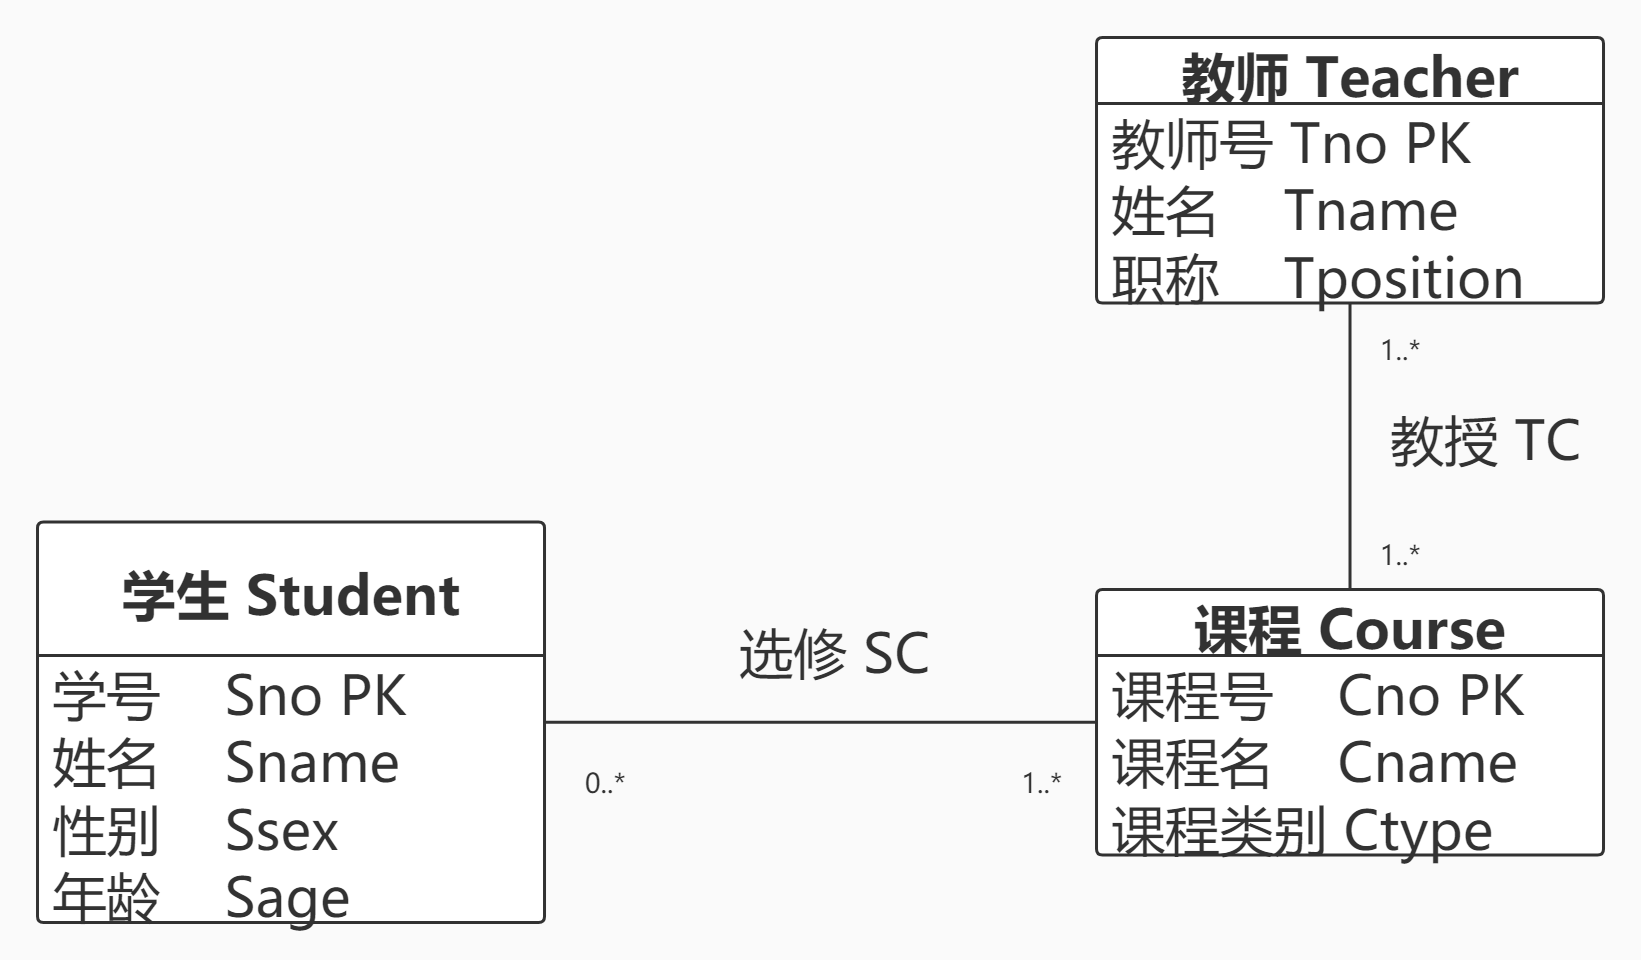 教师 Teacher
教师号 Tno PK
姓名 Tname
职称 Tposition
1..*
教授 TC
1..*
学生 Student
学号 Sno PK
姓名 Sname
性别 Ssex
年龄 Sage
选修 SC
0..*
1..*
课程 Course
课程号 Cno PK
课程名 Cname
课程类别 Ctype